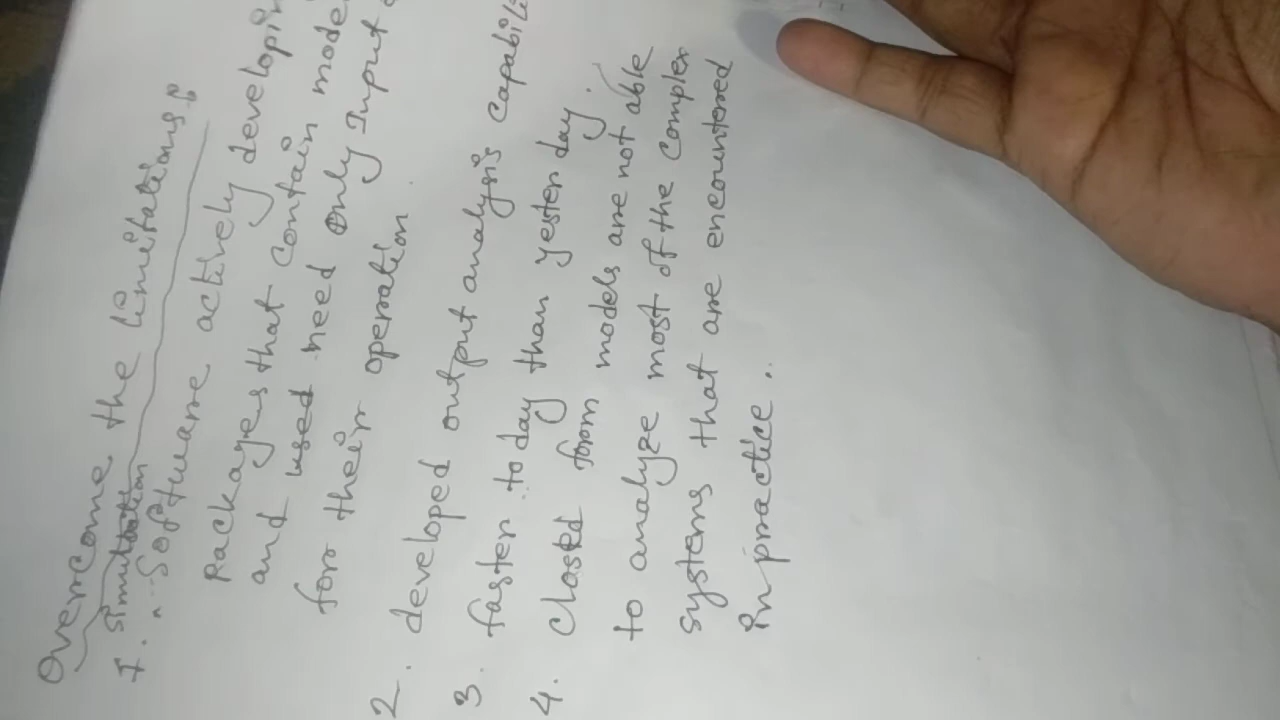 Overcome the limitations:
1. Software actively developin
packages that contain mode
and used need only Input
for their operation.
2. developed output analysis capabili
3. faster today than yesterday.
4. Closed form models are not able
to analyze most of the complex
systems that are encountered
in practice..